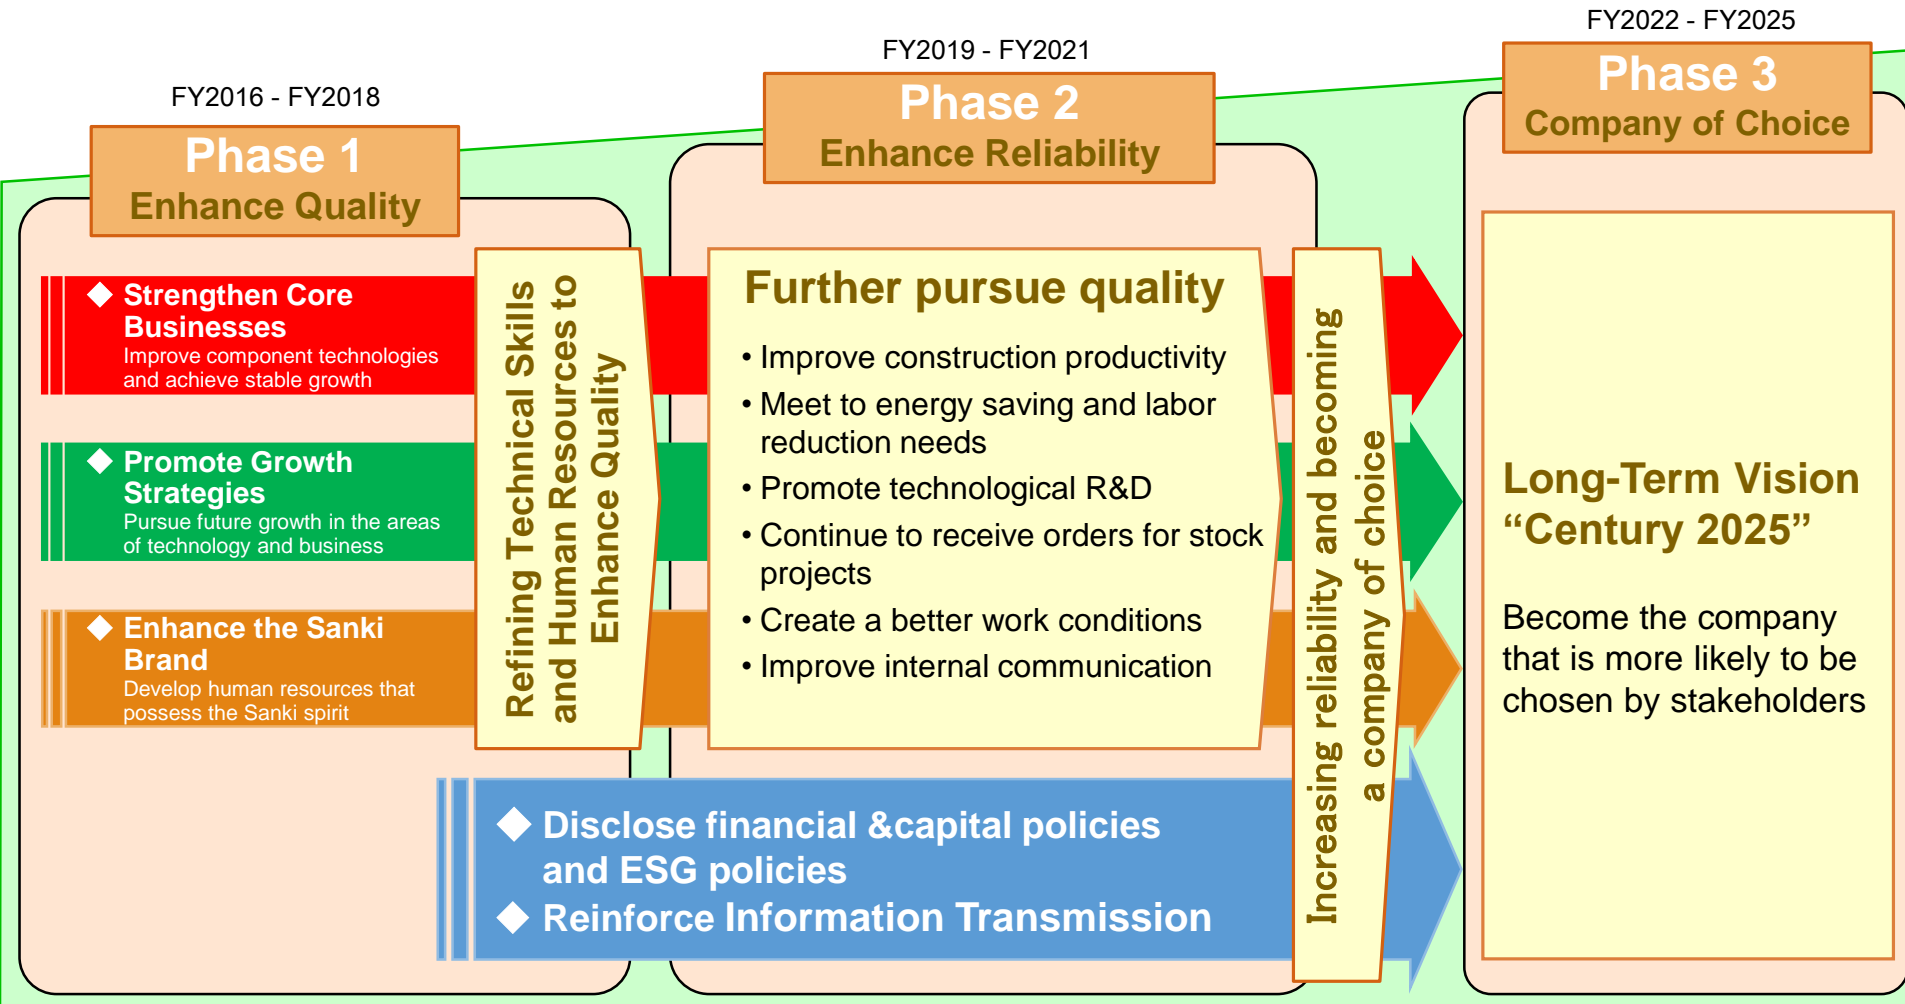 FY2016 - FY2018
Phase 1
Enhance Quality
◆ Strengthen Core
Businesses
Improve component technologies
and achieve stable growth
◆ Promote Growth
Strategies
Pursue future growth in the areas
of technology and business
◆ Enhance the Sanki
Brand
Develop human resources that
possess the Sanki spirit
Refining Technical Skills
and Human Resources to
Enhance Quality
FY2019 - FY2021
Phase 2
Enhance Reliability
Further pursue quality
• Improve construction productivity
• Meet to energy saving and labor
reduction needs
• Promote technological R&D
• Continue to receive orders for stock
projects
• Create a better work conditions
• Improve internal communication
◆ Disclose financial &capital policies
and ESG policies
◆ Reinforce Information Transmission
Increasing reliability and becoming
a company of choice
FY2022 - FY2025
Phase 3
Company of Choice
Long-Term Vision
“Century 2025”
Become the company
that is more likely to be
chosen by stakeholders